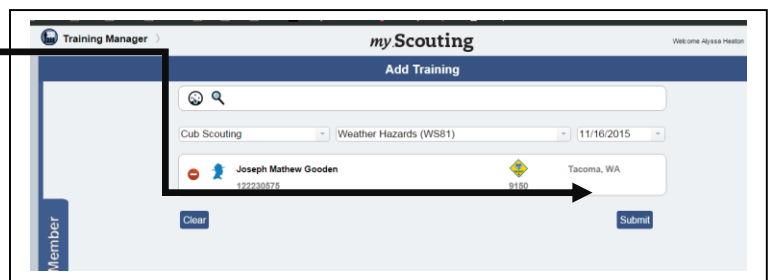 Training Manager
my.Scouting
Welcome Alyssa Heaton
Add Training
Cub Scouting
Weather Hazards (WS81)
11/16/2015
Joseph Mathew Gooden
Tacoma, WA
122230575
9150
Clear
Submit
Member